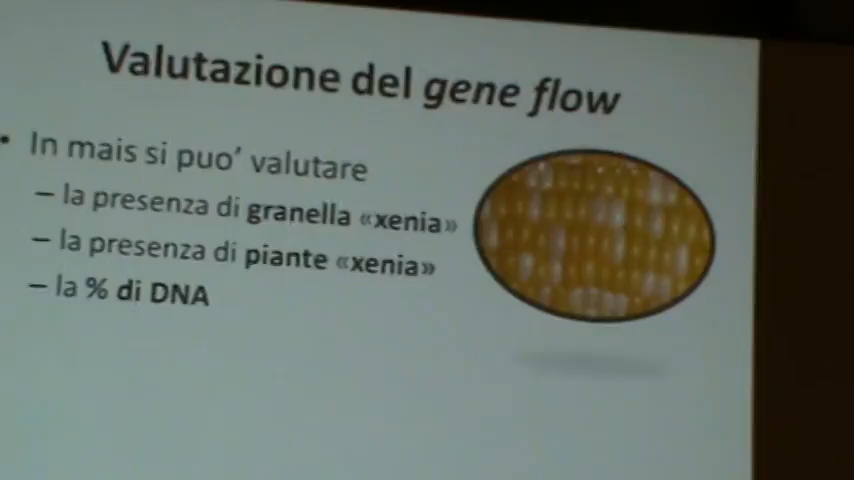 Valutazione del gene flow
• In mais si puo' valutare
– la presenza di granella «xenia»
– la presenza di piante «xenia»
– la % di DNA